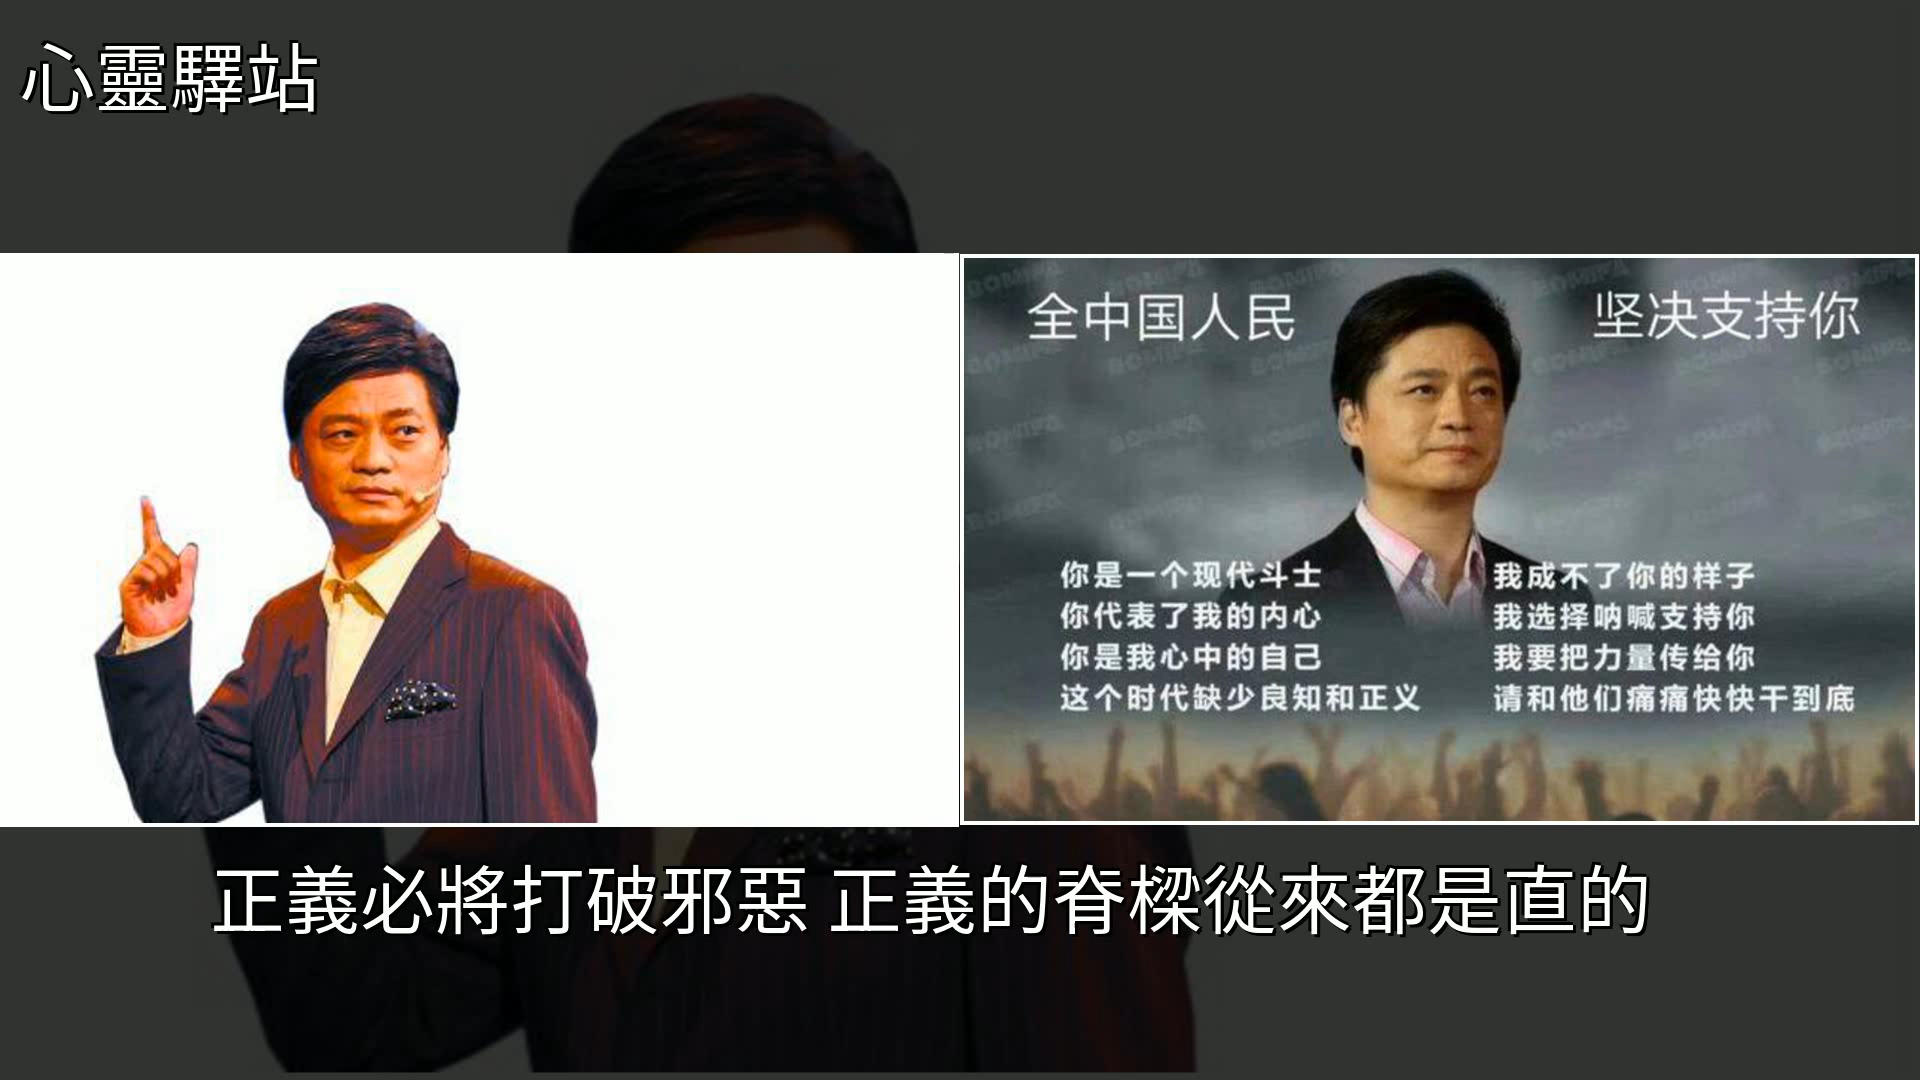 心靈驛站
全中国人民
坚决支持你
你是一个现代斗士
你代表了我的内心
你是我心中的自己
这个时代缺少良知和正义
我成不了你的样子
我选择呐喊支持你
我要把力量传给你
请和他们痛痛快快干到底
正義必將打破邪惡 正義的脊樑從來都是直的